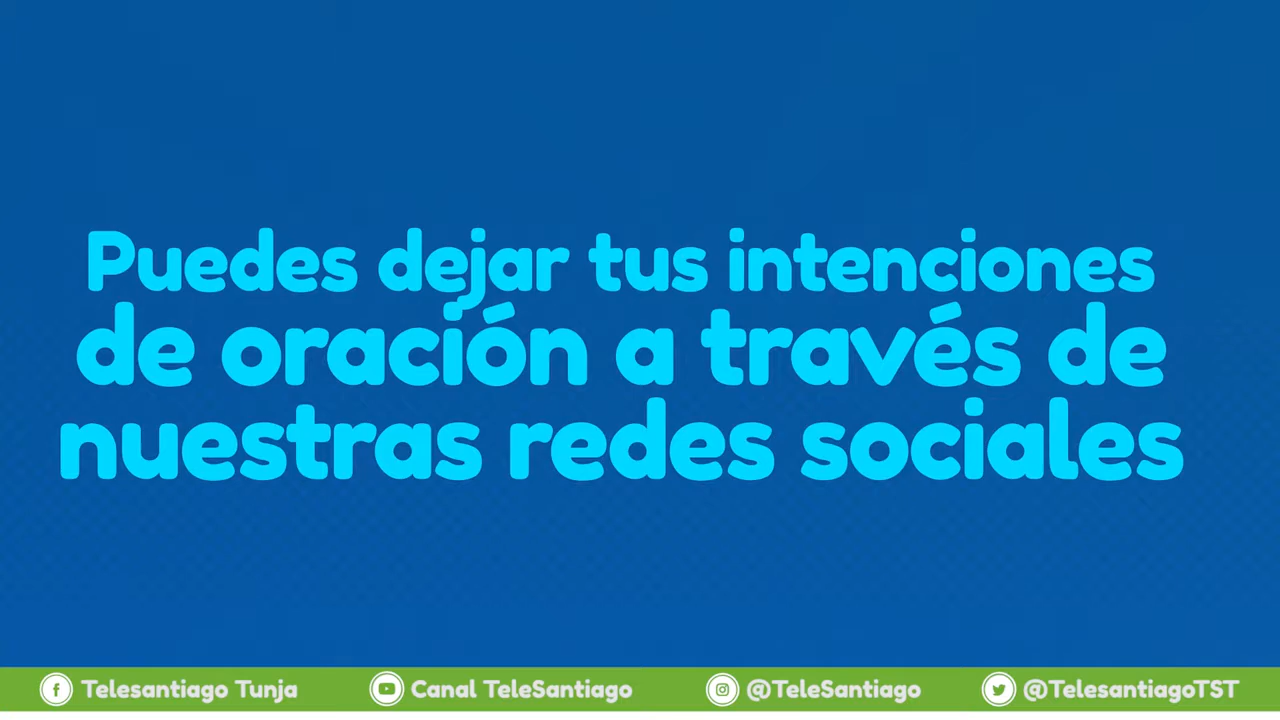 Puedes dejar tus intenciones
de oración a través de
nuestras redes sociales
Telesantiago Tunja Canal TeleSantiago @TeleSantiago @TelesantiagoTST